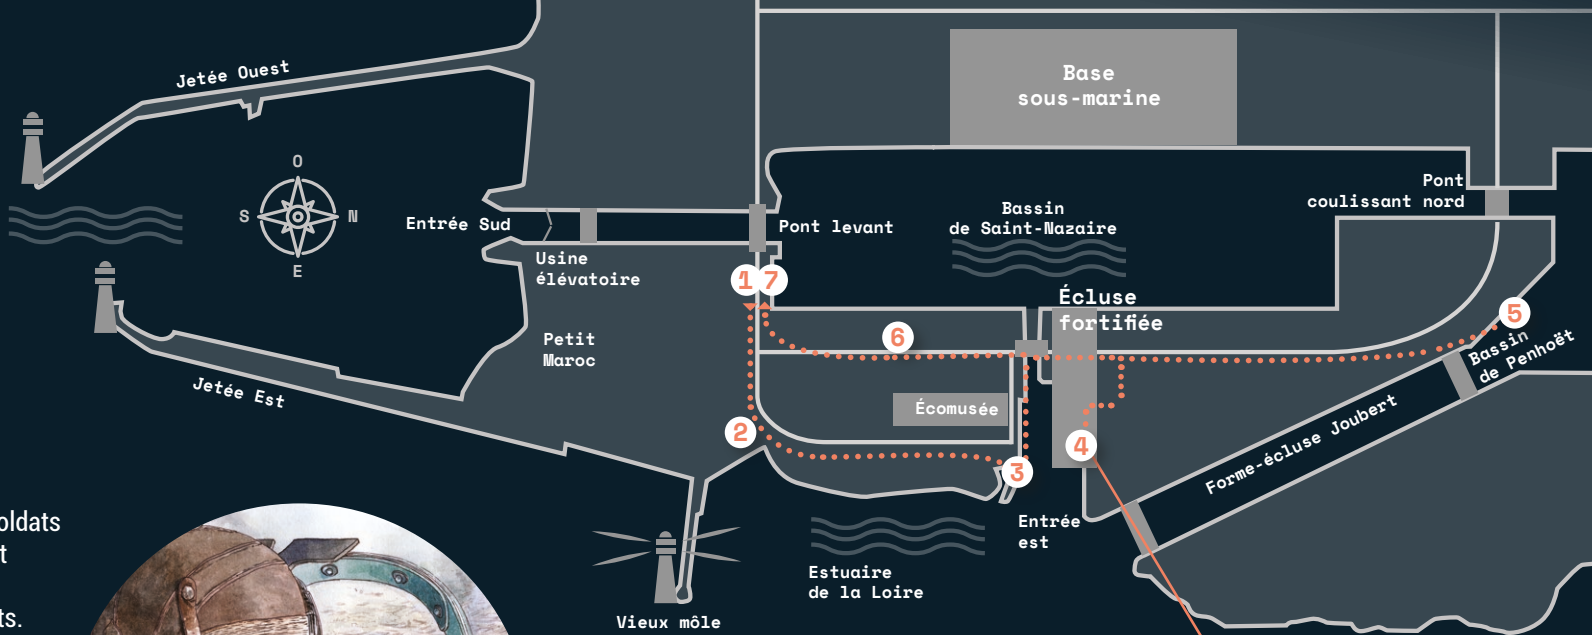 Jetée Ouest
Base
sous-marine
O
S
N
E
Entrée Sud
Pont levant
Bassin
de Saint-Nazaire
Pont
coulissant nord
Usine
élévatoire
1
7
Écluse
fortifiée
6
5
Petit
Maroc
Bassin
de Penhoët
Jetée Est
Écomusée
2
3
4
Forme-écluse Joubert
Entrée
est
Estuaire
de la Loire
Vieux môle
oldats
t
ts.